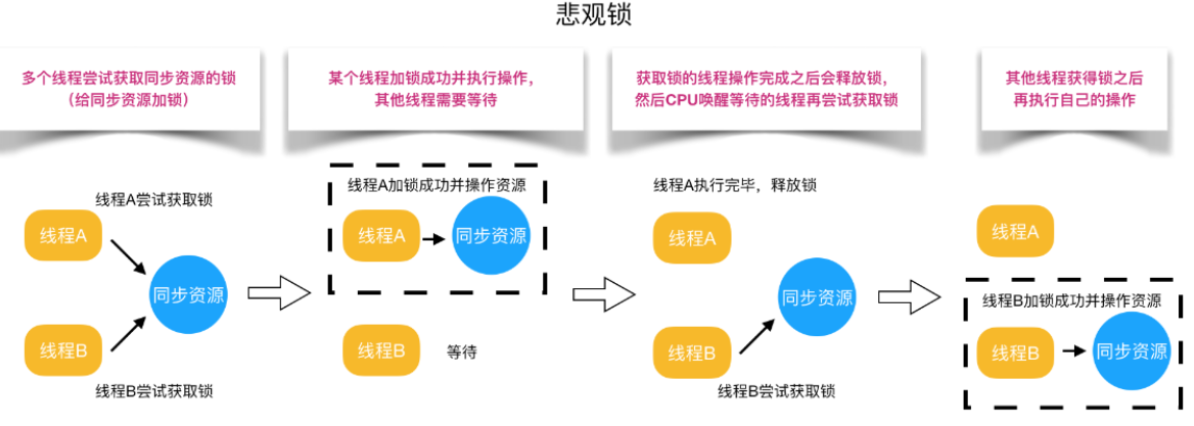 悲观锁
多个线程尝试获取同步资源的锁
（给同步资源加锁）
某个线程加锁成功并执行操作，
其他线程需要等待
获取锁的线程操作完成之后会释放锁，
然后CPU唤醒等待的线程再尝试获取锁
其他线程获得锁之后
再执行自己的操作
线程A尝试获取锁
线程A
同步资源
线程B
线程B尝试获取锁
线程A加锁成功并操作资源
线程A
同步资源
线程B
等待
线程A执行完毕，释放锁
线程A
同步资源
线程B
线程B尝试获取锁
线程A
线程B加锁成功并操作资源
线程B
同步资源